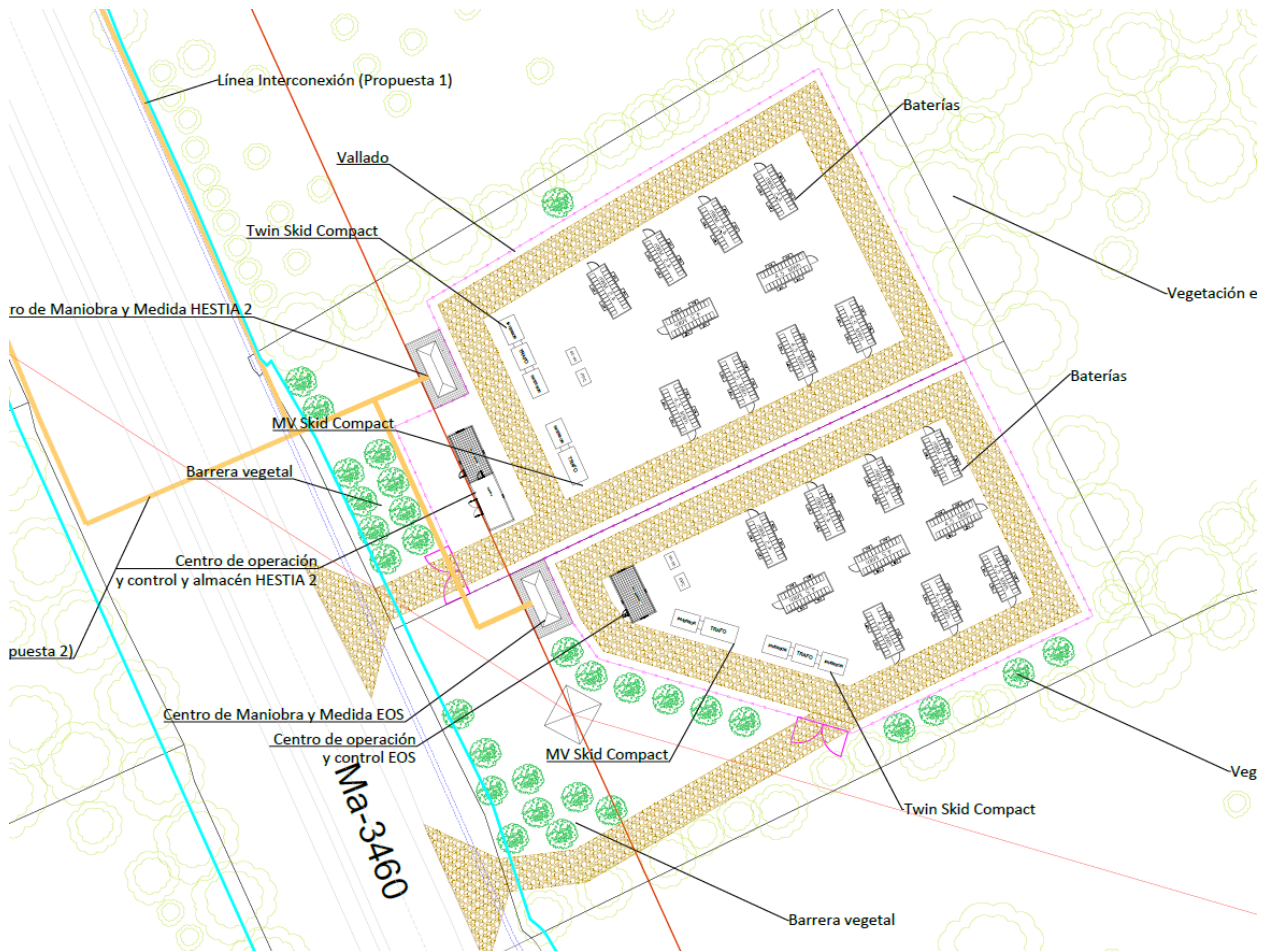 Línea Interconexión (Propuesta 1)
Baterías
Vallado
Twin Skid Compact
Vegetación e
ro de Maniobra y Medida HESTIA 2
Baterías
MV Skid Compact
Barrera vegetal
Centro de operación
y control y almacén HESTIA 2
TRAFO
TRAFO
puesta 2)
Centro de Maniobra y Medida EOS
Centro de operación
y control EOS
MV Skid Compact
Veg
Ma-3460
Twin Skid Compact
Barrera vegetal